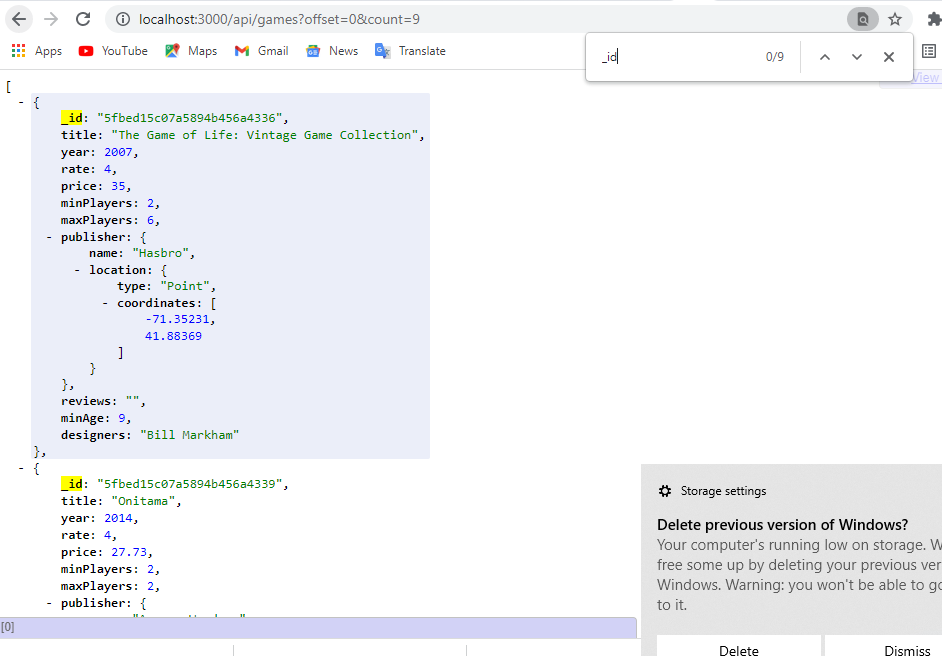 localhost:3000/api/games?offset=0&count=9
Apps YouTube Maps Gmail News Translate
_id 0/9
View
[
- {
_id: "5fbed15c07a5894b456a4336",
title: "The Game of Life: Vintage Game Collection",
year: 2007,
rate: 4,
price: 35,
minPlayers: 2,
maxPlayers: 6,
- publisher: {
name: "Hasbro",
- location: {
type: "Point",
- coordinates: [
-71.35231,
41.88369
]
}
},
reviews: "",
minAge: 9,
designers: "Bill Markham"
},
- {
_id: "5fbed15c07a5894b456a4339",
title: "Onitama",
year: 2014,
rate: 4,
price: 27.73,
minPlayers: 2,
maxPlayers: 2,
- publisher: {
[0]
Storage settings
Delete previous version of Windows?
Your computer's running low on storage. W
free some up by deleting your previous ver
Windows. Warning: you won't be able to go
to it.
Delete Dismiss